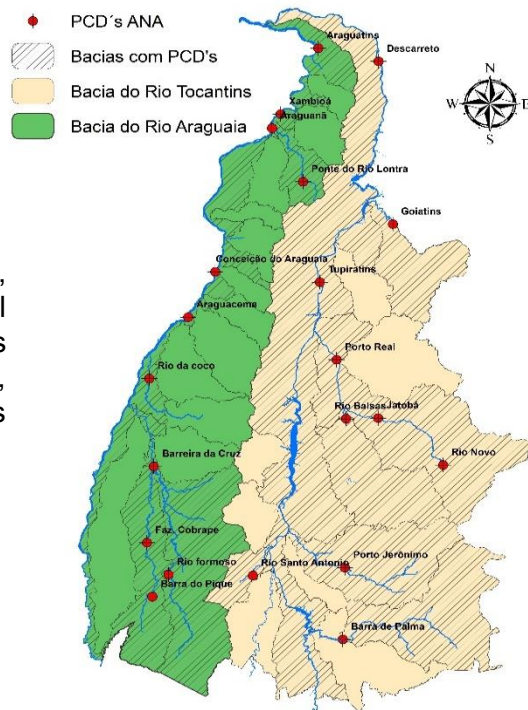 PCD´s ANA
Bacias com PCD's
Bacia do Rio Tocantins
Bacia do Rio Araguaia
N
W E
S
,
l
s
,
s
Araguatins
Descarreto
Xambioá
Araguanã
Ponte do Rio Lontra
Goiatins
Conceição do Araguaia
Tupiratins
Araguacema
Porto Real
Rio da coco
Rio Balsas
Jatobá
Rio Novo
Barreira da Cruz
Faz. Cobrape
Rio formoso
Barra do Pique
Rio Santo Antonio
Porto Jerônimo
Barra de Palma